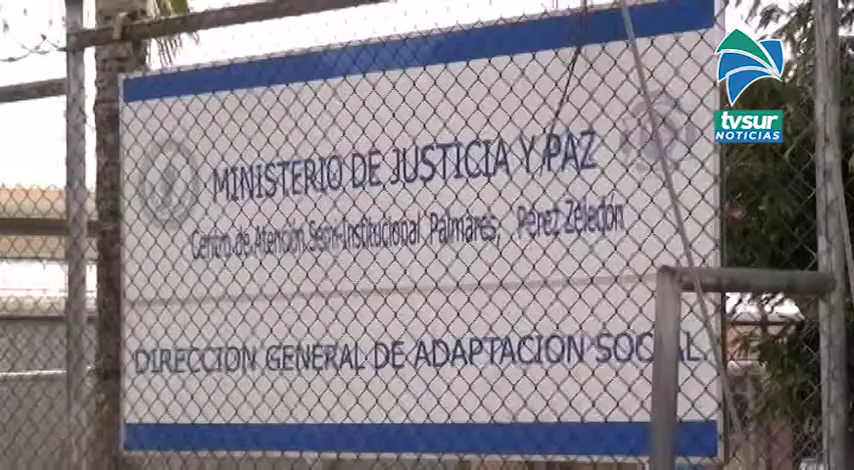 tvsur
NOTICIAS
MINISTERIO DE JUSTICIA Y PAZ
Centro de Atención Semi-Institucional Palmares, Pérez Zeledón
DIRECCION GENERAL DE ADAPTACION SOCIAL.